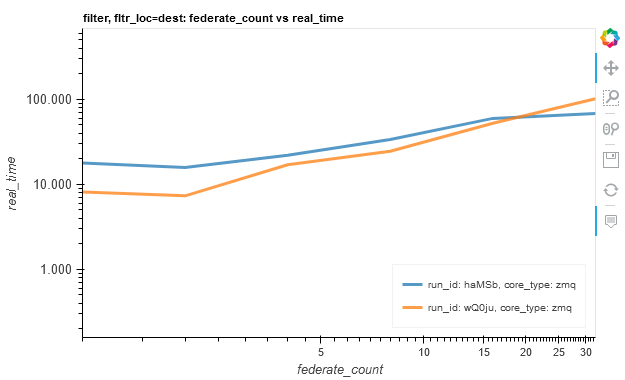 filter, fltr_loc=dest: federate_count vs real_time
real_time
100.000
10.000
1.000
run_id: haMSb, core_type: zmq
run_id: wQ0ju, core_type: zmq
5 10 15 20 25 30
federate_count